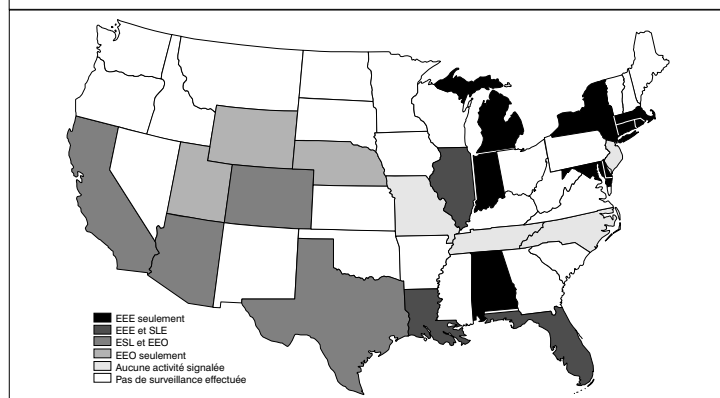 EEE seulement
EEE et SLE
ESL et EEO
EEO seulement
Aucune activité signalée
Pas de surveillance effectuée